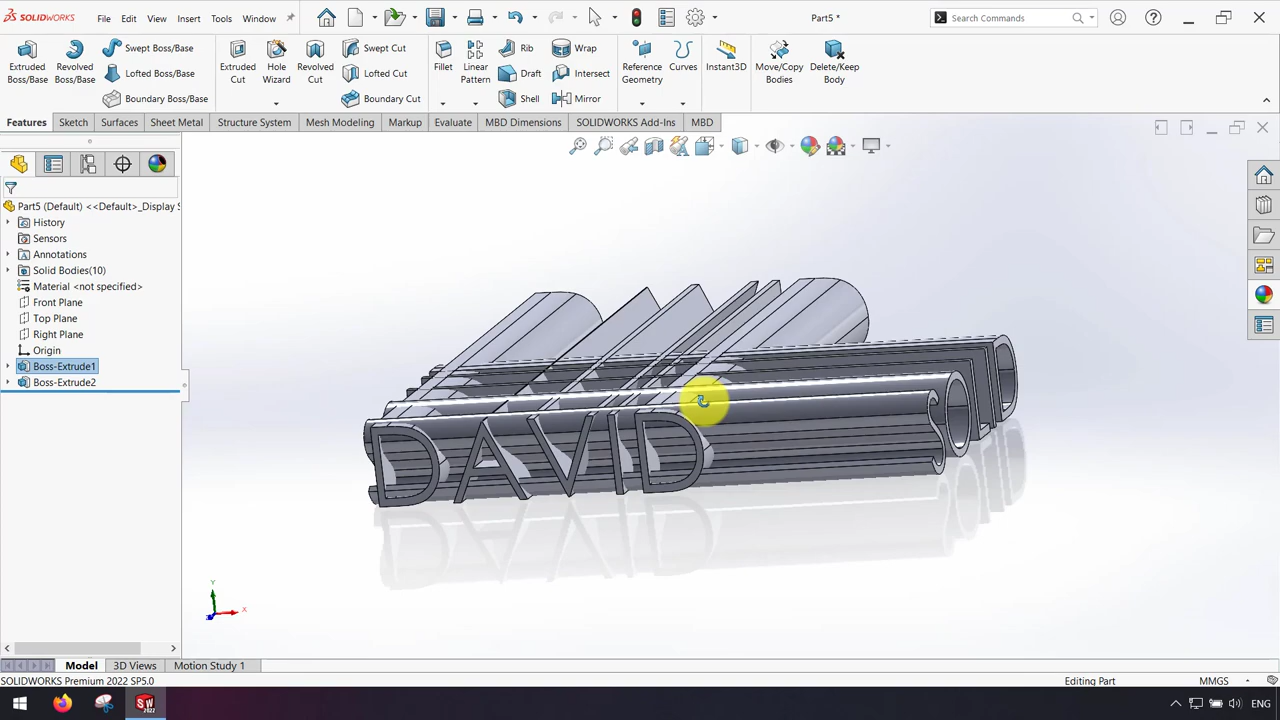 SOLIDWORKS File Edit View Insert Tools Window Part5 * Search Commands
Extruded Boss/Base
Revolved Boss/Base
Swept Boss/Base
Lofted Boss/Base
Boundary Boss/Base
Extruded Cut
Hole Wizard
Revolved Cut
Swept Cut
Lofted Cut
Boundary Cut
Fillet
Linear Pattern
Rib
Draft
Shell
Wrap
Intersect
Mirror
Reference Geometry
Curves
Instant3D
Move/Copy Bodies
Delete/Keep Body
Features Sketch Surfaces Sheet Metal Structure System Mesh Modeling Markup Evaluate MBD Dimensions SOLIDWORKS Add-Ins MBD
Part5 (Default) <<Default>_Display S
History
Sensors
Annotations
Solid Bodies(10)
Material <not specified>
Front Plane
Top Plane
Right Plane
Origin
Boss-Extrude1
Boss-Extrude2
DAVID
Y
X
Model 3D Views Motion Study 1
SOLIDWORKS Premium 2022 SP5.0 Editing Part MMGS
SW
2022
ENG